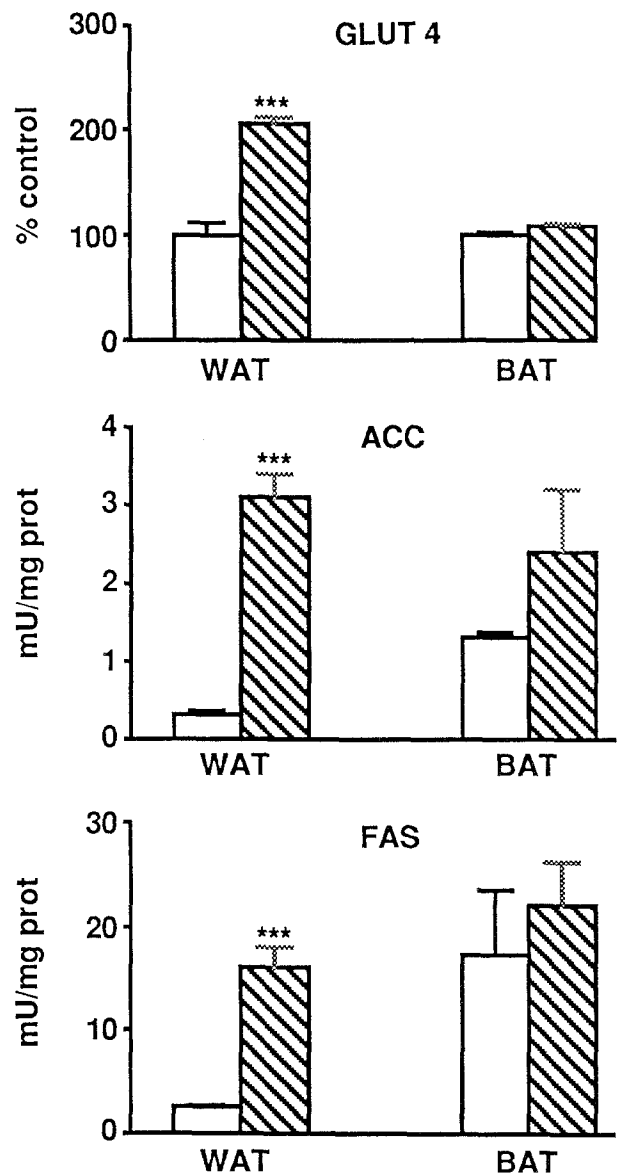 GLUT 4
% control
300
200
100
0
***
WAT BAT
ACC
mU/mg prot
4
3
2
1
0
***
WAT BAT
FAS
mU/mg prot
30
20
10
0
***
WAT BAT